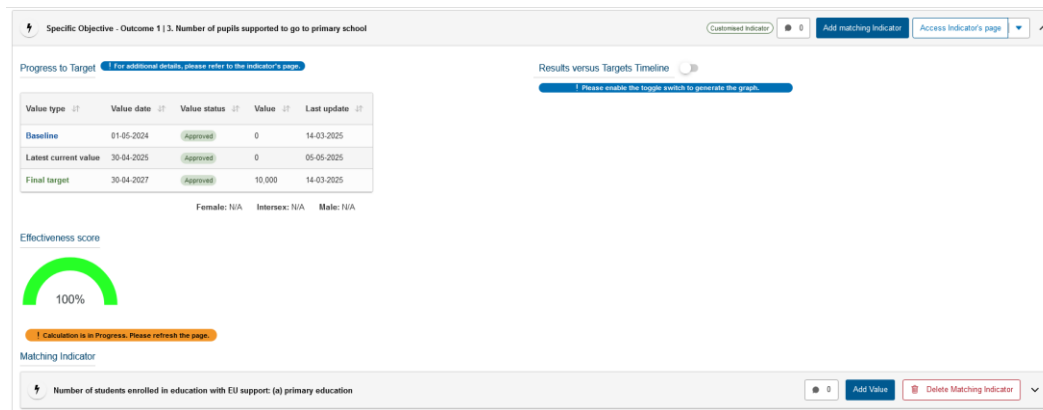 Specific Objective - Outcome 1 | 3. Number of pupils supported to go to primary school
Customised Indicator
0
Add matching Indicator
Access Indicator's page
Progress to Target
! For additional details, please refer to the indicator's page.
Results versus Targets Timeline
! Please enable the toggle switch to generate the graph.
Value type Value date Value status Value Last update
Baseline 01-05-2024 Approved 0 14-03-2025
Latest current value 30-04-2025 Approved 0 05-05-2025
Final target 30-04-2027 Approved 10,000 14-03-2025
Female: N/A Intersex: N/A Male: N/A
Effectiveness score
100%
! Calculation is in Progress. Please refresh the page.
Matching Indicator
Number of students enrolled in education with EU support: (a) primary education
0
Add Value
Delete Matching Indicator